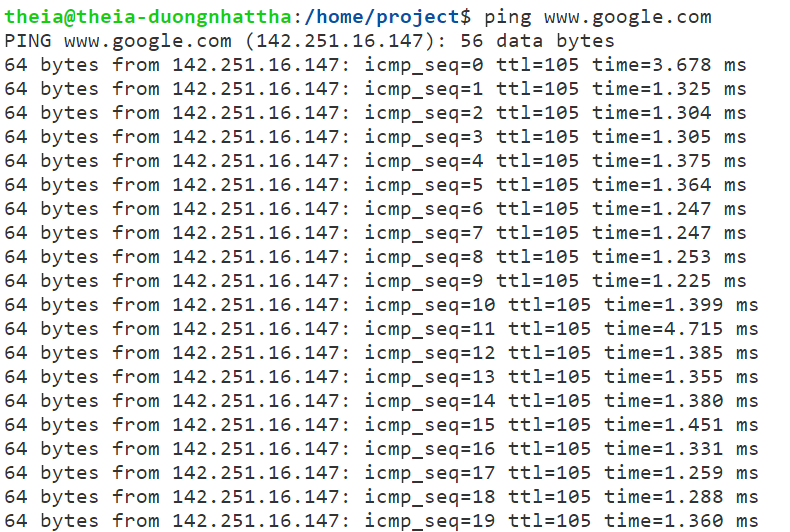 theia@theia-duongnhattha:/home/project$ ping www.google.com
PING www.google.com (142.251.16.147): 56 data bytes
64 bytes from 142.251.16.147: icmp_seq=0 ttl=105 time=3.678 ms
64 bytes from 142.251.16.147: icmp_seq=1 ttl=105 time=1.325 ms
64 bytes from 142.251.16.147: icmp_seq=2 ttl=105 time=1.304 ms
64 bytes from 142.251.16.147: icmp_seq=3 ttl=105 time=1.305 ms
64 bytes from 142.251.16.147: icmp_seq=4 ttl=105 time=1.375 ms
64 bytes from 142.251.16.147: icmp_seq=5 ttl=105 time=1.364 ms
64 bytes from 142.251.16.147: icmp_seq=6 ttl=105 time=1.247 ms
64 bytes from 142.251.16.147: icmp_seq=7 ttl=105 time=1.247 ms
64 bytes from 142.251.16.147: icmp_seq=8 ttl=105 time=1.253 ms
64 bytes from 142.251.16.147: icmp_seq=9 ttl=105 time=1.225 ms
64 bytes from 142.251.16.147: icmp_seq=10 ttl=105 time=1.399 ms
64 bytes from 142.251.16.147: icmp_seq=11 ttl=105 time=4.715 ms
64 bytes from 142.251.16.147: icmp_seq=12 ttl=105 time=1.385 ms
64 bytes from 142.251.16.147: icmp_seq=13 ttl=105 time=1.355 ms
64 bytes from 142.251.16.147: icmp_seq=14 ttl=105 time=1.380 ms
64 bytes from 142.251.16.147: icmp_seq=15 ttl=105 time=1.451 ms
64 bytes from 142.251.16.147: icmp_seq=16 ttl=105 time=1.331 ms
64 bytes from 142.251.16.147: icmp_seq=17 ttl=105 time=1.259 ms
64 bytes from 142.251.16.147: icmp_seq=18 ttl=105 time=1.288 ms
64 bytes from 142.251.16.147: icmp_seq=19 ttl=105 time=1.360 ms